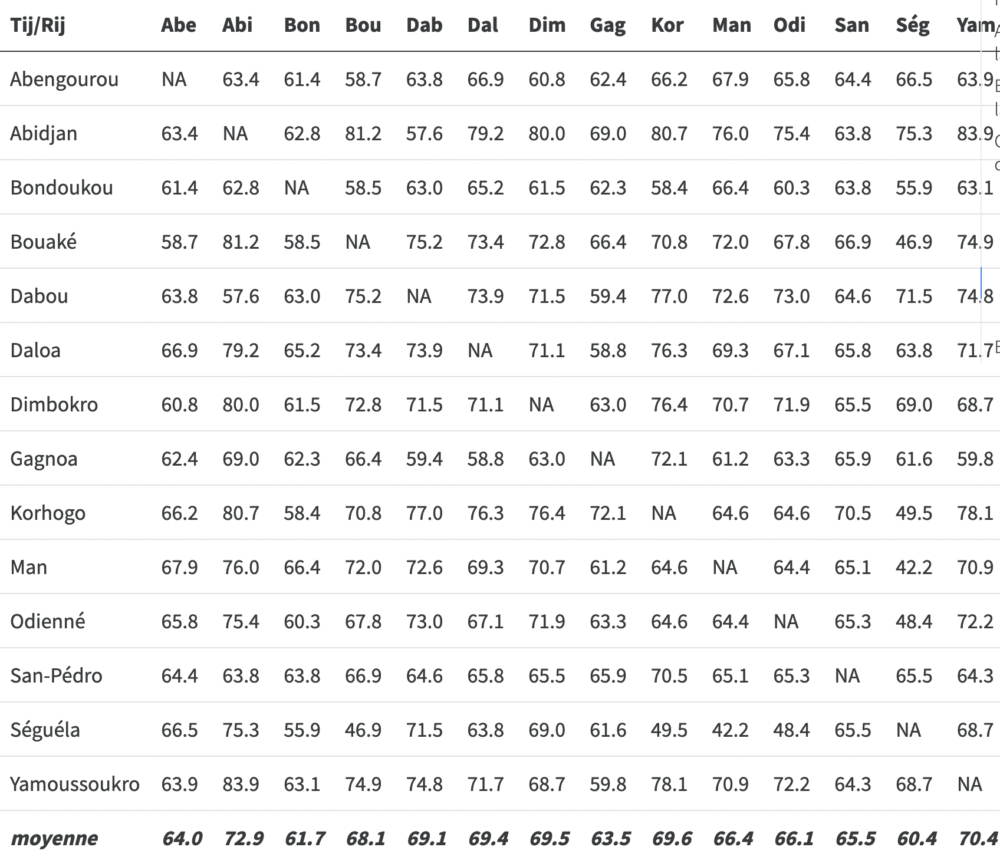 Tij/Rij Abe Abi Bon Bou Dab Dal Dim Gag Kor Man Odi San Ség Yam
Abengourou NA 63.4 61.4 58.7 63.8 66.9 60.8 62.4 66.2 67.9 65.8 64.4 66.5 63.9
Abidjan 63.4 NA 62.8 81.2 57.6 79.2 80.0 69.0 80.7 76.0 75.4 63.8 75.3 83.9
Bondoukou 61.4 62.8 NA 58.5 63.0 65.2 61.5 62.3 58.4 66.4 60.3 63.8 55.9 63.1
Bouaké 58.7 81.2 58.5 NA 75.2 73.4 72.8 66.4 70.8 72.0 67.8 66.9 46.9 74.9
Dabou 63.8 57.6 63.0 75.2 NA 73.9 71.5 59.4 77.0 72.6 73.0 64.6 71.5 74.8
Daloa 66.9 79.2 65.2 73.4 73.9 NA 71.1 58.8 76.3 69.3 67.1 65.8 63.8 71.7
Dimbokro 60.8 80.0 61.5 72.8 71.5 71.1 NA 63.0 76.4 70.7 71.9 65.5 69.0 68.7
Gagnoa 62.4 69.0 62.3 66.4 59.4 58.8 63.0 NA 72.1 61.2 63.3 65.9 61.6 59.8
Korhogo 66.2 80.7 58.4 70.8 77.0 76.3 76.4 72.1 NA 64.6 64.6 70.5 49.5 78.1
Man 67.9 76.0 66.4 72.0 72.6 69.3 70.7 61.2 64.6 NA 64.4 65.1 42.2 70.9
Odienné 65.8 75.4 60.3 67.8 73.0 67.1 71.9 63.3 64.6 64.4 NA 65.3 48.4 72.2
San-Pédro 64.4 63.8 63.8 66.9 64.6 65.8 65.5 65.9 70.5 65.1 65.3 NA 65.5 64.3
Séguéla 66.5 75.3 55.9 46.9 71.5 63.8 69.0 61.6 49.5 42.2 48.4 65.5 NA 68.7
Yamoussoukro 63.9 83.9 63.1 74.9 74.8 71.7 68.7 59.8 78.1 70.9 72.2 64.3 68.7 NA
moyenne 64.0 72.9 61.7 68.1 69.1 69.4 69.5 63.5 69.6 66.4 66.1 65.5 60.4 70.4